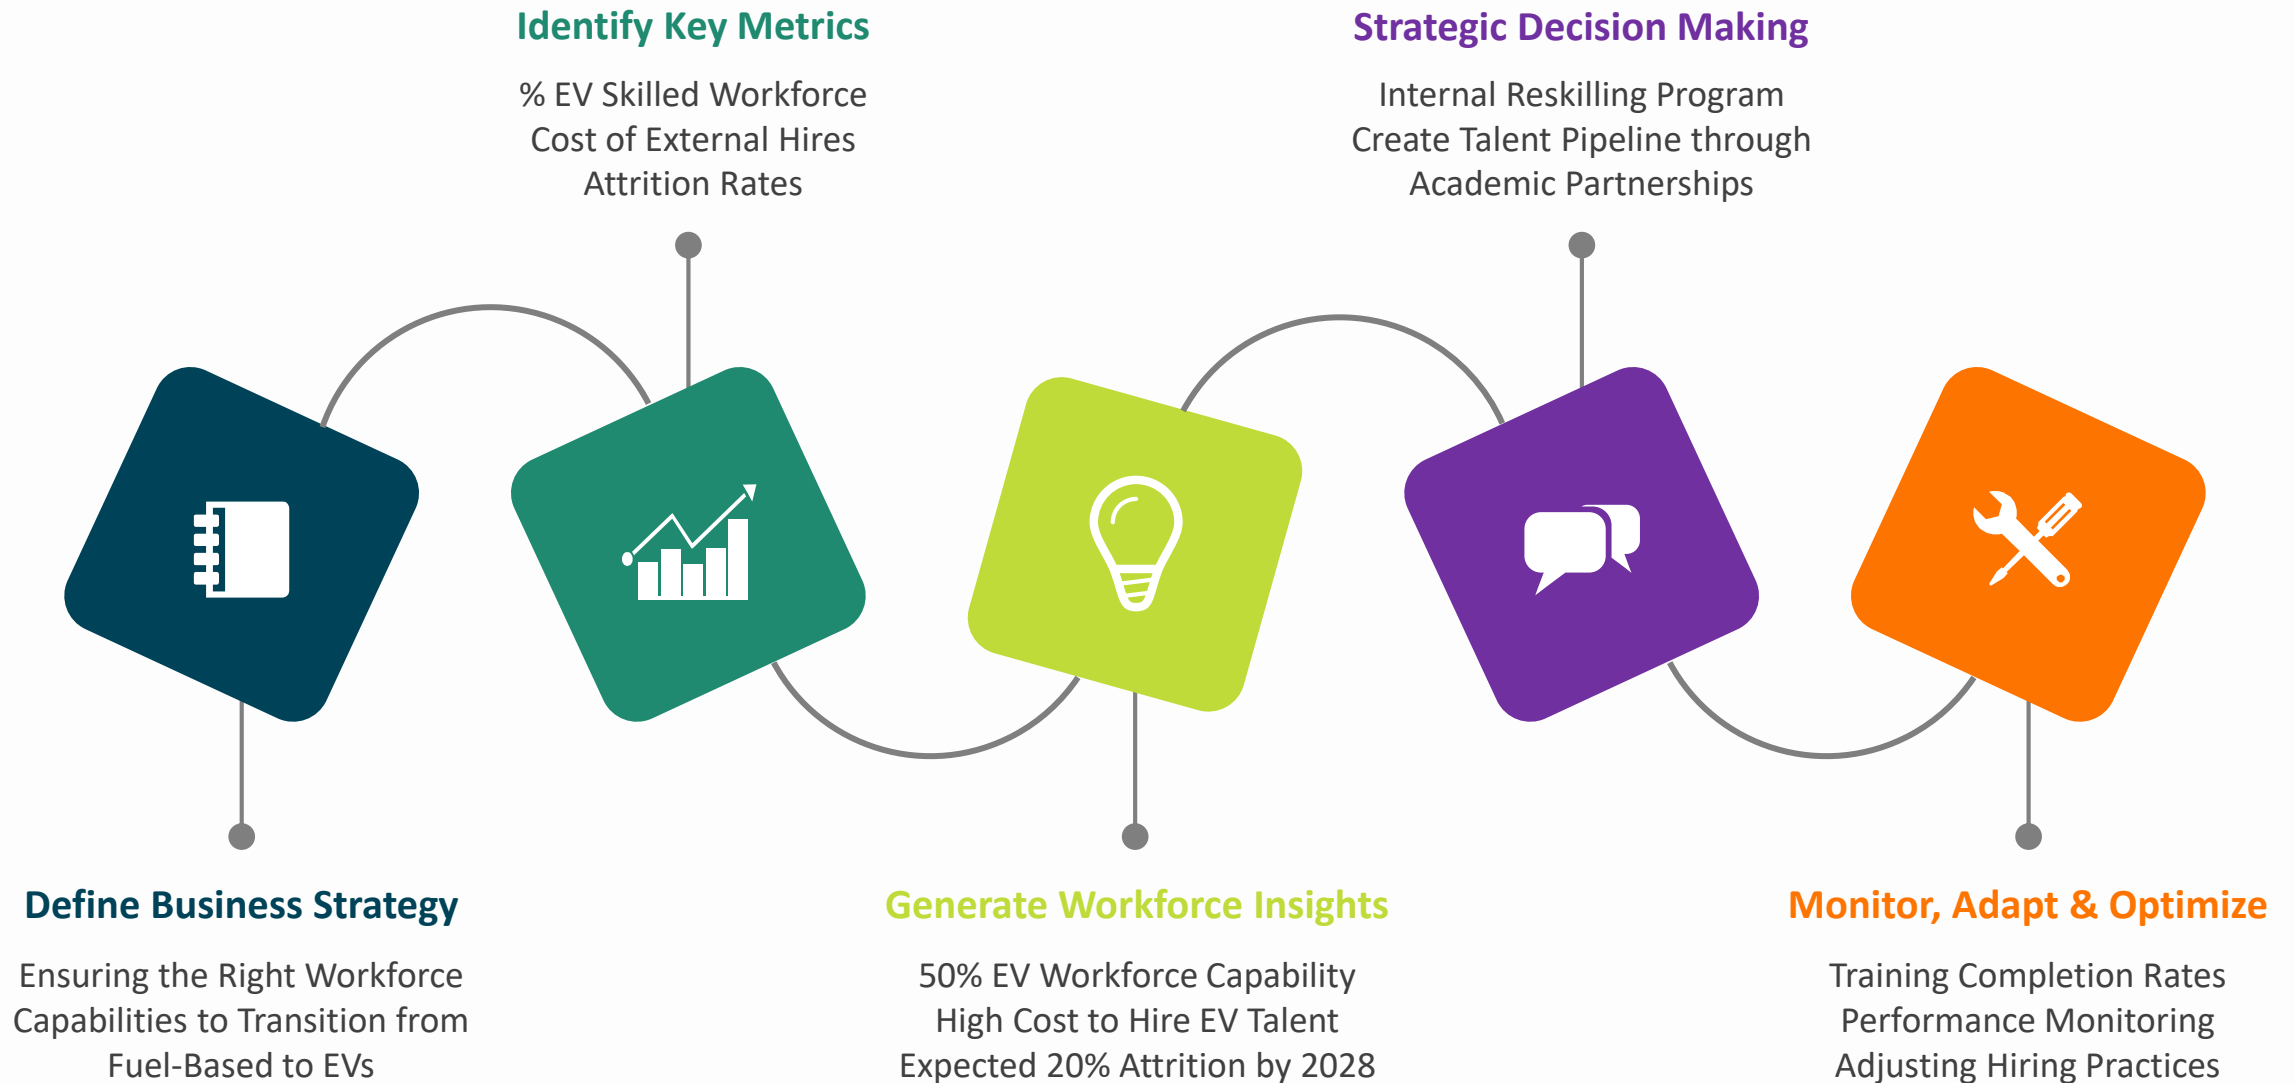 Identify Key Metrics
% EV Skilled Workforce
Cost of External Hires
Attrition Rates
Strategic Decision Making
Internal Reskilling Program
Create Talent Pipeline through
Academic Partnerships
Define Business Strategy
Ensuring the Right Workforce
Capabilities to Transition from
Fuel-Based to EVs
Generate Workforce Insights
50% EV Workforce Capability
High Cost to Hire EV Talent
Expected 20% Attrition by 2028
Monitor, Adapt & Optimize
Training Completion Rates
Performance Monitoring
Adjusting Hiring Practices